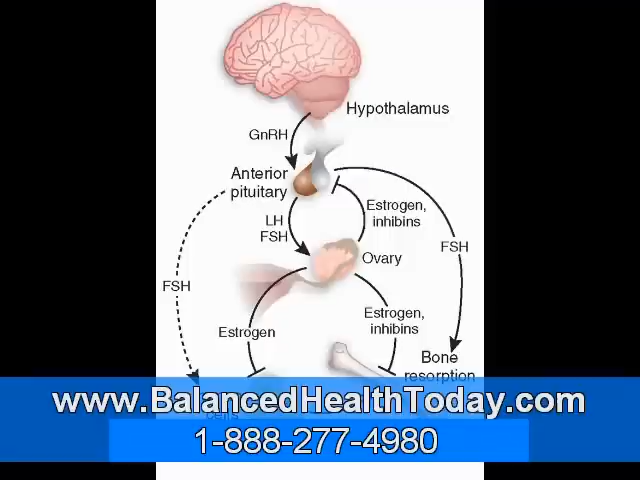 Hypothalamus
GnRH
Anterior
pituitary
Estrogen,
inhibins
LH
FSH
FSH
Ovary
FSH
Estrogen,
inhibins
Estrogen
Bone
resorption
www.BalancedHealthToday.com
cells
1-888-277-4980